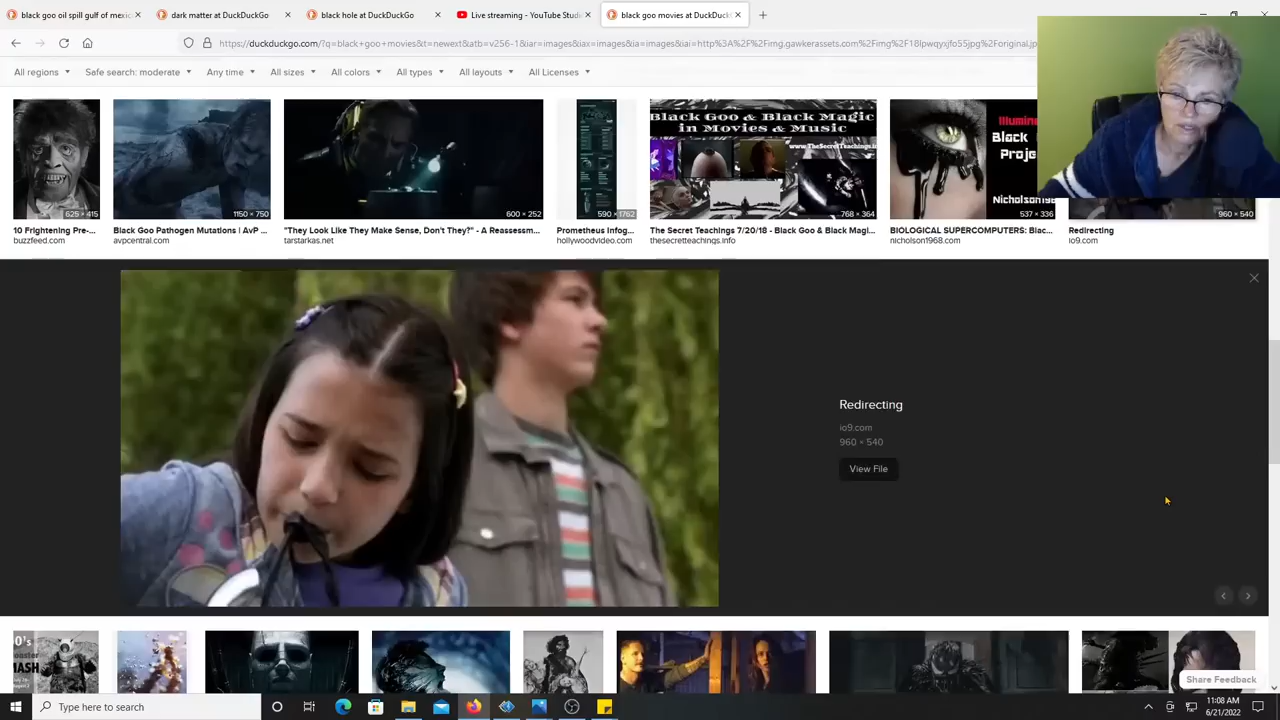 black goo oil spill gulf of mexic
dark matter at DuckDuckGo
black hole at DuckDuckGo
Live streaming - YouTube Studi
black goo movies at DuckDuck
https://duckduckgo.com/?q=black+goo+movies&t=newext&atb=v256-1&iar=images&iax=images&ia=images&iai=http%3A%2F%2Fimg.gawkerassets.com%2Fimg%2F18lpwqyxjfo55jpg%2Foriginal.jp
All regions
Safe search: moderate
Any time
All sizes
All colors
All types
All layouts
All Licenses
Black Goo & Black Magic
in Movies & Music
www.TheSecretTeachings.i
Illumine
Black
Proje
Nicholson196
625 × 415
1150 × 750
600 × 252
590 × 1762
768 × 364
537 × 336
960 × 540
10 Frightening Pre-...
Black Goo Pathogen Mutations | AvP ...
"They Look Like They Make Sense, Don't They?" - A Reassessm...
Prometheus Infog...
The Secret Teachings 7/20/18 - Black Goo & Black Magi...
BIOLOGICAL SUPERCOMPUTERS: Blac...
Redirecting
buzzfeed.com
avpcentral.com
tarstarkas.net
hollywoodvideo.com
thesecretteachings.info
nicholson1968.com
io9.com
Redirecting
io9.com
960 × 540
View File
0's
MASH
Share Feedback
Type here to search
11:08 AM
6/21/2022